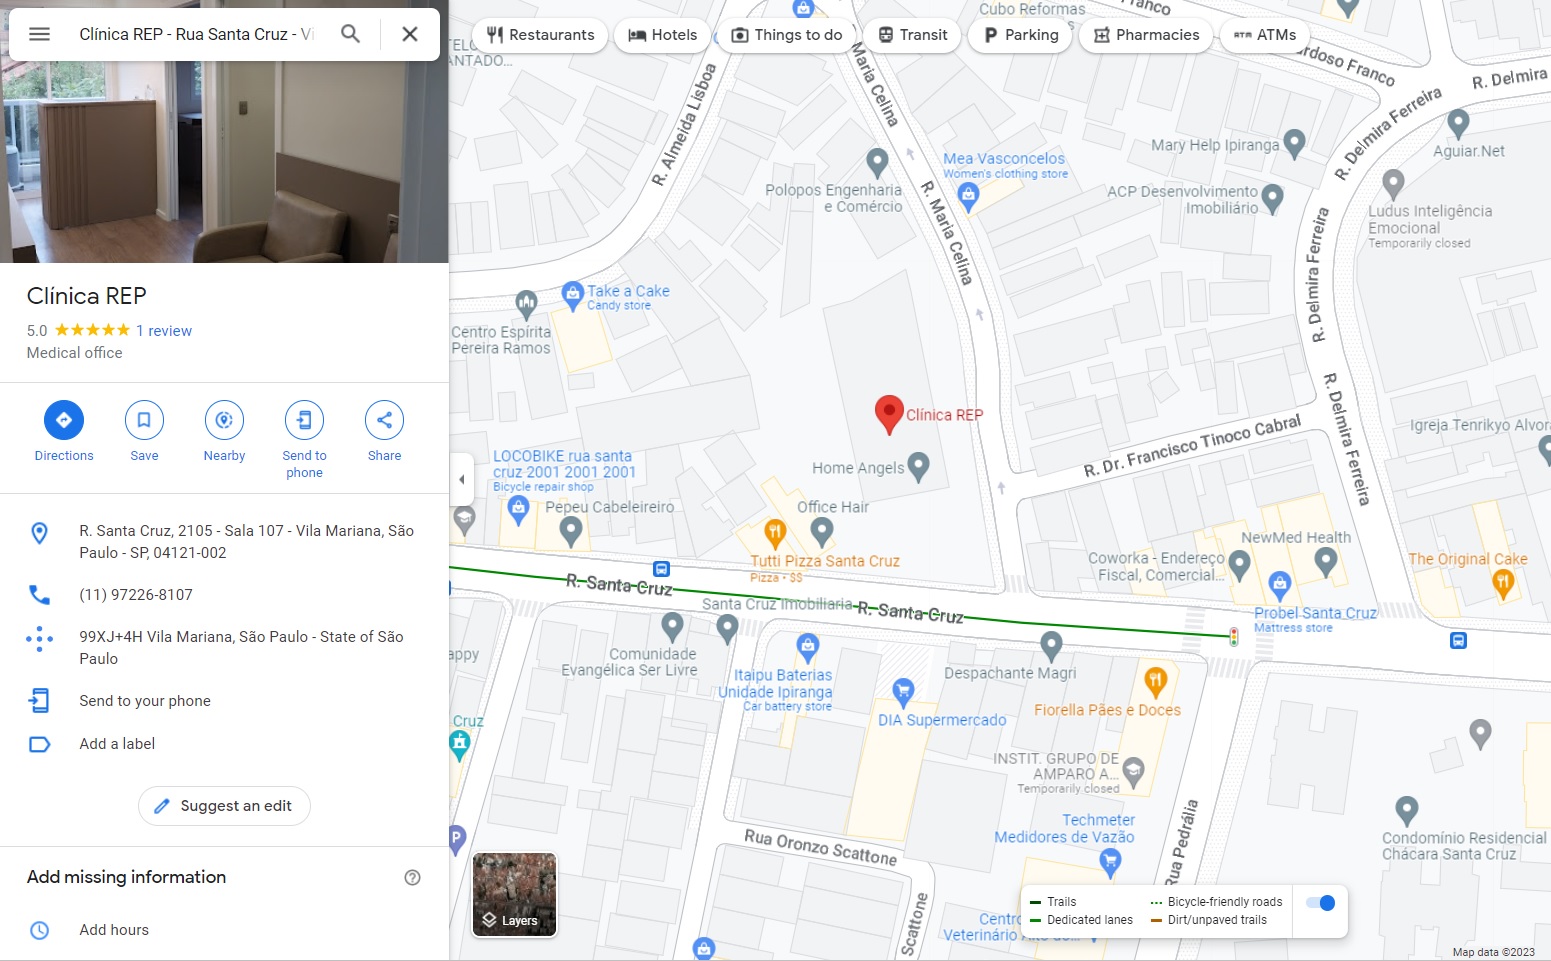 Clínica REP - Rua Santa Cruz - Vi
Restaurants
Hotels
Things to do
Transit
Parking
Pharmacies
ATMs
Clínica REP
5.0
1 review
Medical office
Directions
Save
Nearby
Send to
phone
Share
R. Santa Cruz, 2105 - Sala 107 - Vila Mariana, São
Paulo - SP, 04121-002
(11) 97226-8107
99XJ+4H Vila Mariana, São Paulo - State of São
Paulo
Send to your phone
Add a label
Suggest an edit
Add missing information
Add hours
Cubo Reformas
ANTADO...
R. Almeida Lisboa
Maria Celina
R. Maria Celina
ardoso Franco
R. Delmira
R. Delmira Ferreira
R. Delmira Ferreira
R. Delmira Ferreira
Mary Help Ipiranga
Aguiar.Net
Mea Vasconcelos
Women's clothing store
Polopos Engenharia
e Comércio
ACP Desenvolvimento
Imobiliário
Ludus Inteligência
Emocional
Temporarily closed
Take a Cake
Candy store
Centro Espírita
Pereira Ramos
Clínica REP
Home Angels
R. Dr. Francisco Tinoco Cabral
Igreja Tenrikyo Alvor
LOCOBIKE rua santa
cruz 2001 2001 2001
Bicycle repair shop
Pepeu Cabeleireiro
Office Hair
Tutti Pizza Santa Cruz
Pizza • $$
Coworka - Endereço
Fiscal, Comercial...
NewMed Health
The Original Cake
Probel Santa Cruz
Mattress store
R. Santa Cruz
Santa Cruz Imobiliaria
R. Santa Cruz
Comunidade
Evangélica Ser Livre
appy
Itaipu Baterias
Unidade Ipiranga
Car battery store
Despachante Magri
DIA Supermercado
Fiorella Pães e Doces
Cruz
INSTIT. GRUPO DE
AMPARO A...
Temporarily closed
Techmeter
Medidores de Vazão
Rua Pedrália
Condomínio Residencial
Chácara Santa Cruz
P
Rua Oronzo Scattone
Scattone
Centro
Veterinário
Layers
Trails
Bicycle-friendly roads
Dedicated lanes
Dirt/unpaved trails
Map data ©2023